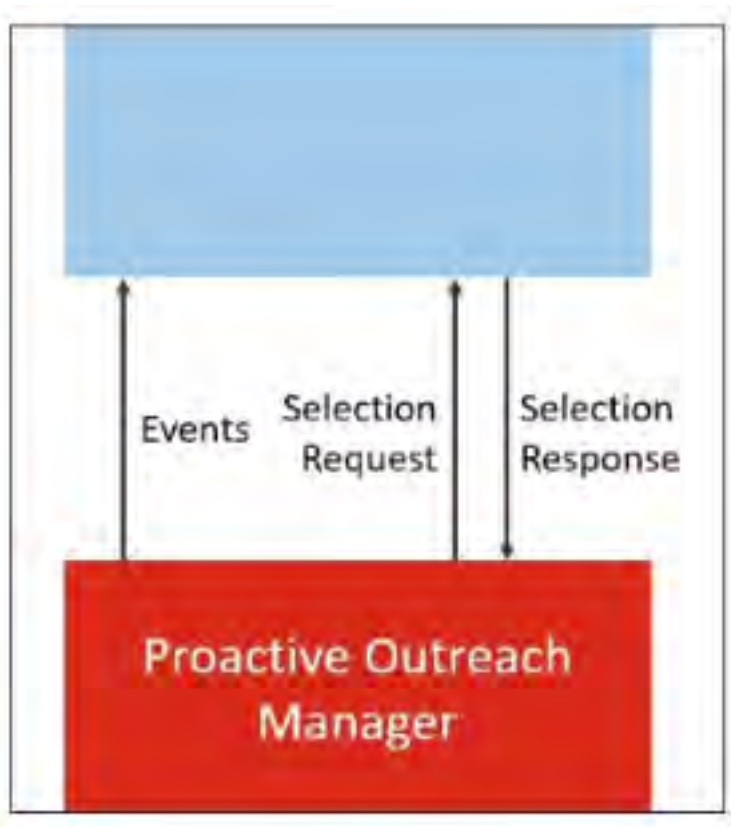 Events
Selection
Request
Selection
Response
Proactive Outreach
Manager